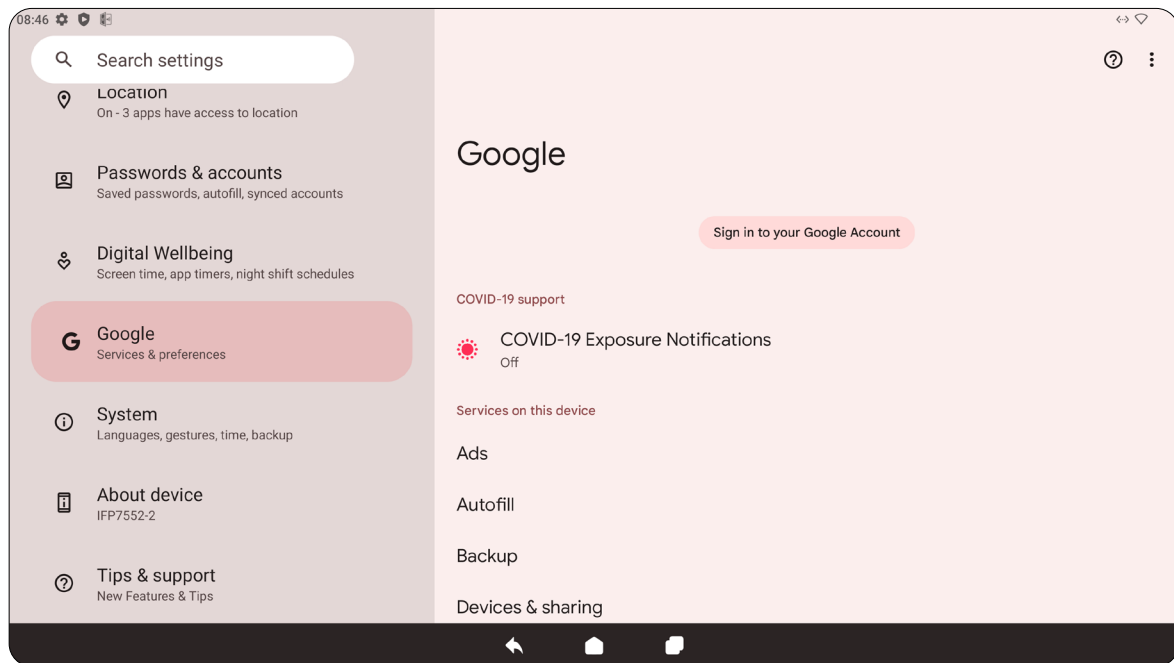 08:46
Search settings
Location
On - 3 apps have access to location
Passwords & accounts
Saved passwords, autofill, synced accounts
Digital Wellbeing
Screen time, app timers, night shift schedules
Google
Services & preferences
System
Languages, gestures, time, backup
About device
IFP7552-2
Tips & support
New Features & Tips
Google
Sign in to your Google Account
COVID-19 support
COVID-19 Exposure Notifications
Off
Services on this device
Ads
Autofill
Backup
Devices & sharing